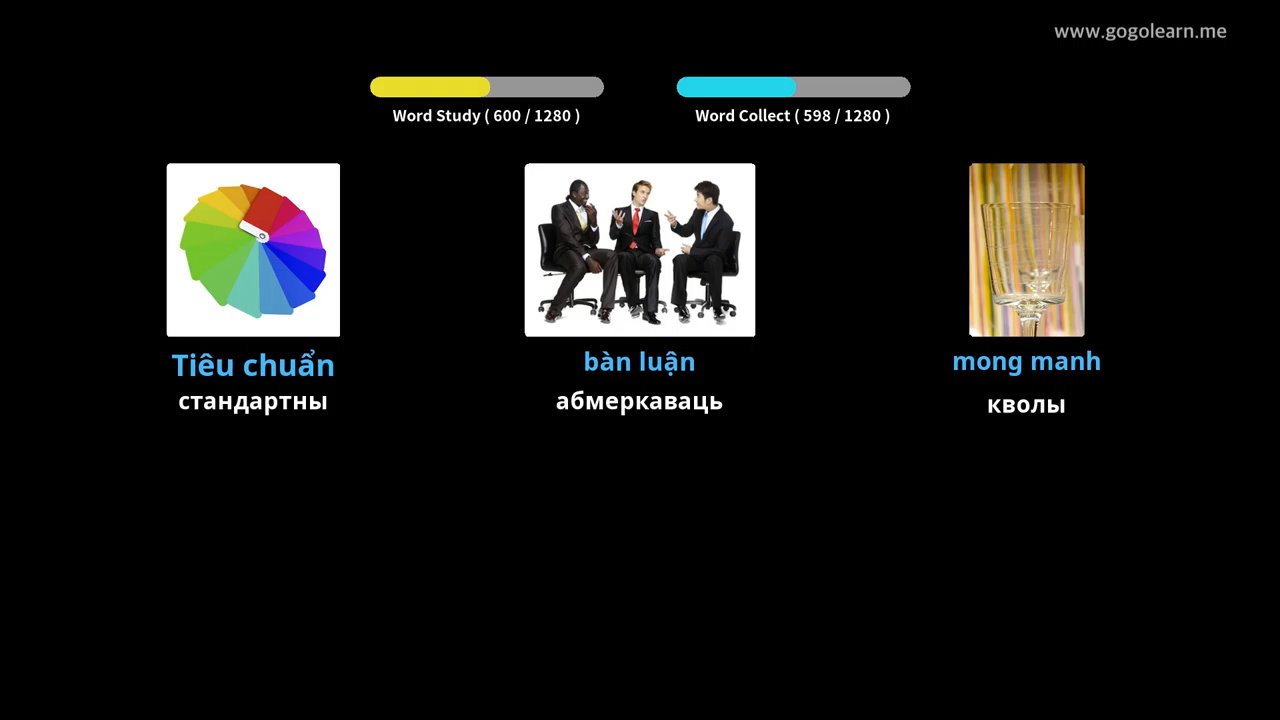 www.gogolearn.me
Word Study ( 600 / 1280 )
Word Collect ( 598 / 1280 )
Tiêu chuẩn
стандартны
bàn luận
абмеркаваць
mong manh
кволы